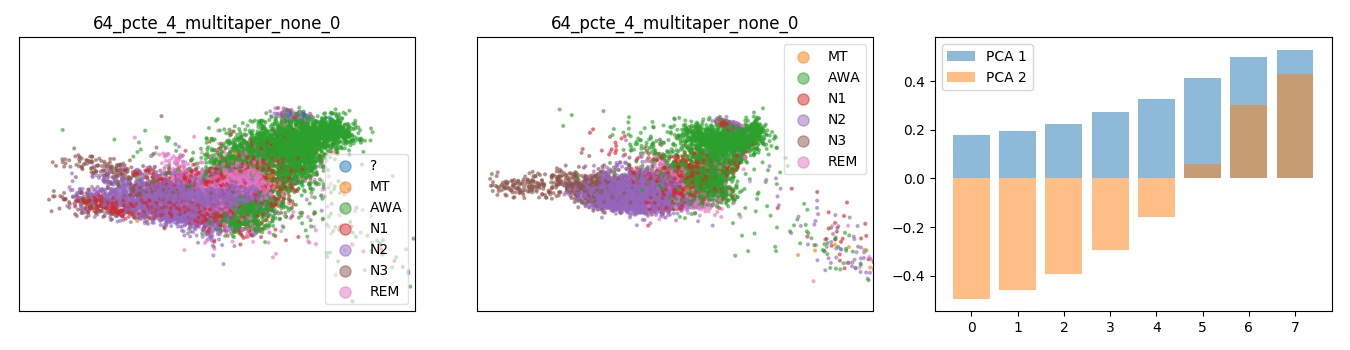 64_pcte_4_multitaper_none_0
?
MT
AWA
N1
N2
N3
REM
64_pcte_4_multitaper_none_0
MT
AWA
N1
N2
N3
REM
PCA 1
PCA 2
0.4
0.2
0.0
−0.2
−0.4
0 1 2 3 4 5 6 7